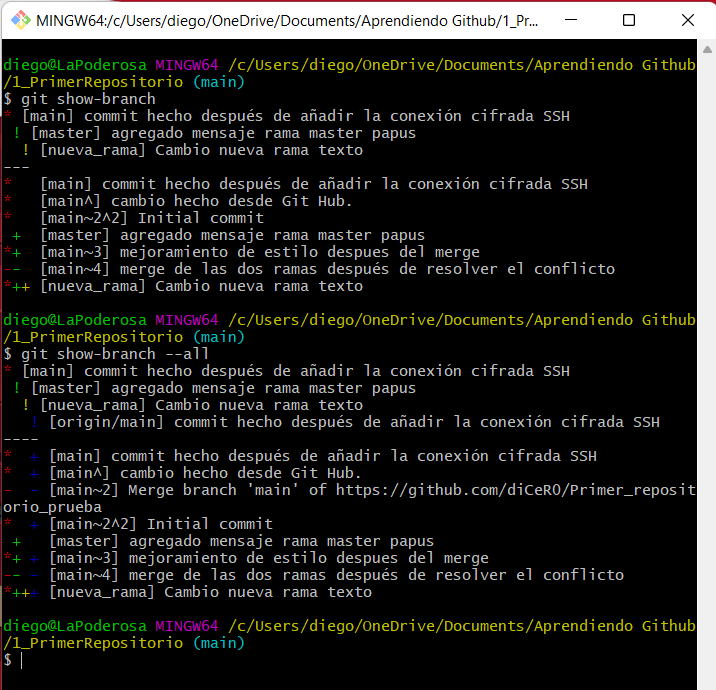 MINGW64:/c/Users/diego/OneDrive/Documents/Aprendiendo Github/1_Pr...
diego@LaPoderosa MINGW64 /c/Users/diego/OneDrive/Documents/Aprendiendo Github
/1_PrimerRepositorio (main)
$ git show-branch
* [main] commit hecho después de añadir la conexión cifrada SSH
 ! [master] agregado mensaje rama master papus
  ! [nueva_rama] Cambio nueva rama texto
---
*   [main] commit hecho después de añadir la conexión cifrada SSH
*   [main^] cambio hecho desde Git Hub.
*   [main~2^2] Initial commit
 +  [master] agregado mensaje rama master papus
*+  [main~3] mejoramiento de estilo despues del merge
--  [main~4] merge de las dos ramas después de resolver el conflicto
*++ [nueva_rama] Cambio nueva rama texto
diego@LaPoderosa MINGW64 /c/Users/diego/OneDrive/Documents/Aprendiendo Github
/1_PrimerRepositorio (main)
$ git show-branch --all
* [main] commit hecho después de añadir la conexión cifrada SSH
 ! [master] agregado mensaje rama master papus
  ! [nueva_rama] Cambio nueva rama texto
   ! [origin/main] commit hecho después de añadir la conexión cifrada SSH
----
*  + [main] commit hecho después de añadir la conexión cifrada SSH
*  + [main^] cambio hecho desde Git Hub.
-  - [main~2] Merge branch 'main' of https://github.com/diCeR0/Primer_reposit
orio_prueba
*  + [main~2^2] Initial commit
 +   [master] agregado mensaje rama master papus
*+ + [main~3] mejoramiento de estilo despues del merge
-- - [main~4] merge de las dos ramas después de resolver el conflicto
*+++ [nueva_rama] Cambio nueva rama texto
diego@LaPoderosa MINGW64 /c/Users/diego/OneDrive/Documents/Aprendiendo Github
/1_PrimerRepositorio (main)
$